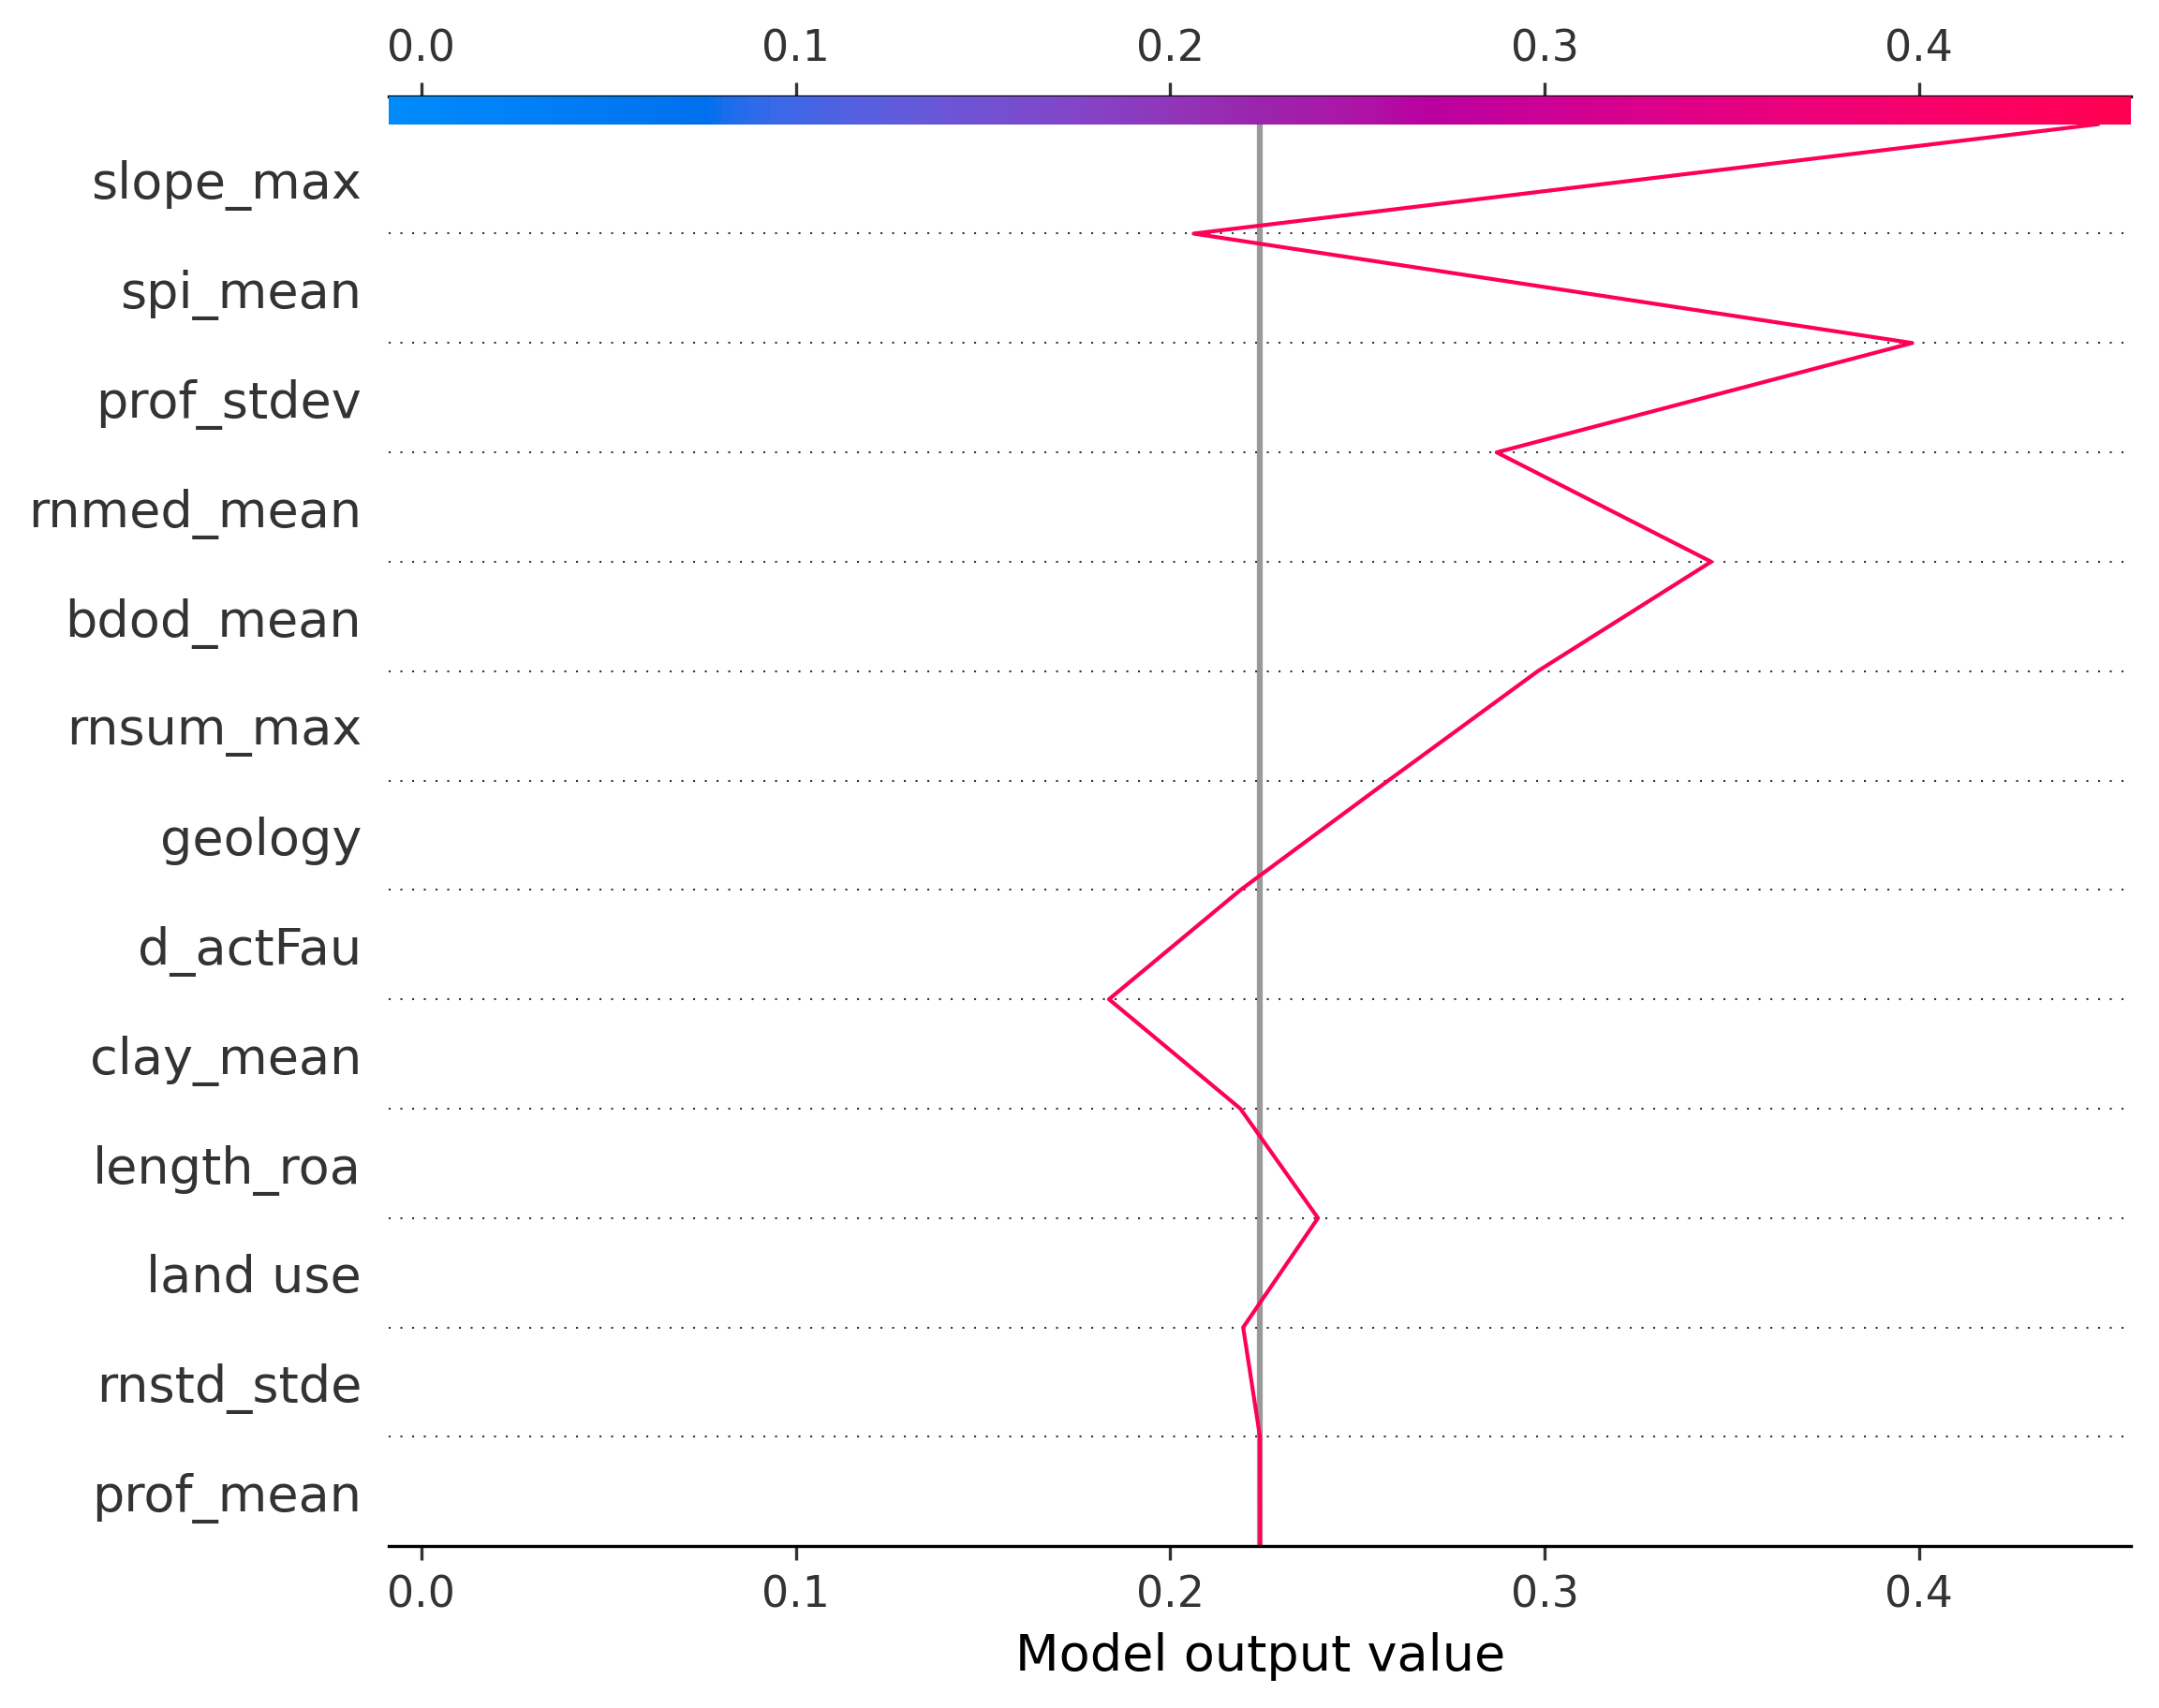 0.0 0.1 0.2 0.3 0.4
slope_max
spi_mean
prof_stdev
rnmed_mean
bdod_mean
rnsum_max
geology
d_actFau
clay_mean
length_roa
land use
rnstd_stde
prof_mean
0.0 0.1 0.2 0.3 0.4
Model output value